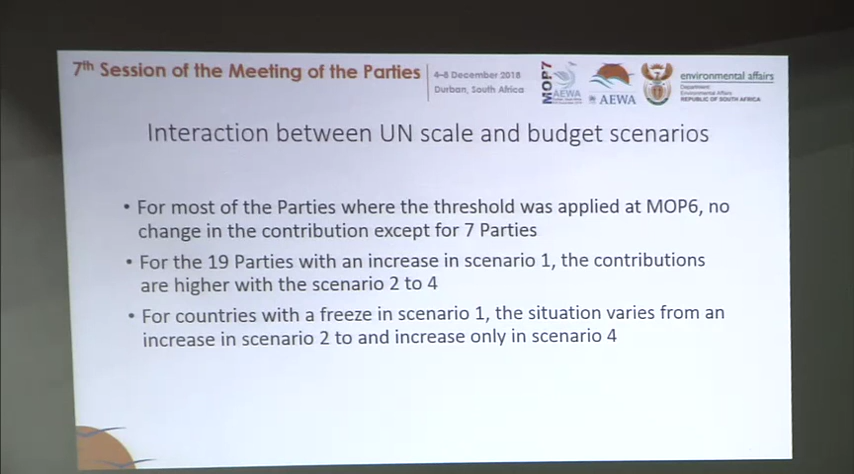 7th Session of the Meeting of the Parties
4–8 December 2018
Durban, South Africa
MOP7
AEWA
AEWA
environmental affairs
Department:
Environmental Affairs
REPUBLIC OF SOUTH AFRICA
Interaction between UN scale and budget scenarios
• For most of the Parties where the threshold was applied at MOP6, no
change in the contribution except for 7 Parties
• For the 19 Parties with an increase in scenario 1, the contributions
are higher with the scenario 2 to 4
• For countries with a freeze in scenario 1, the situation varies from an
increase in scenario 2 to and increase only in scenario 4